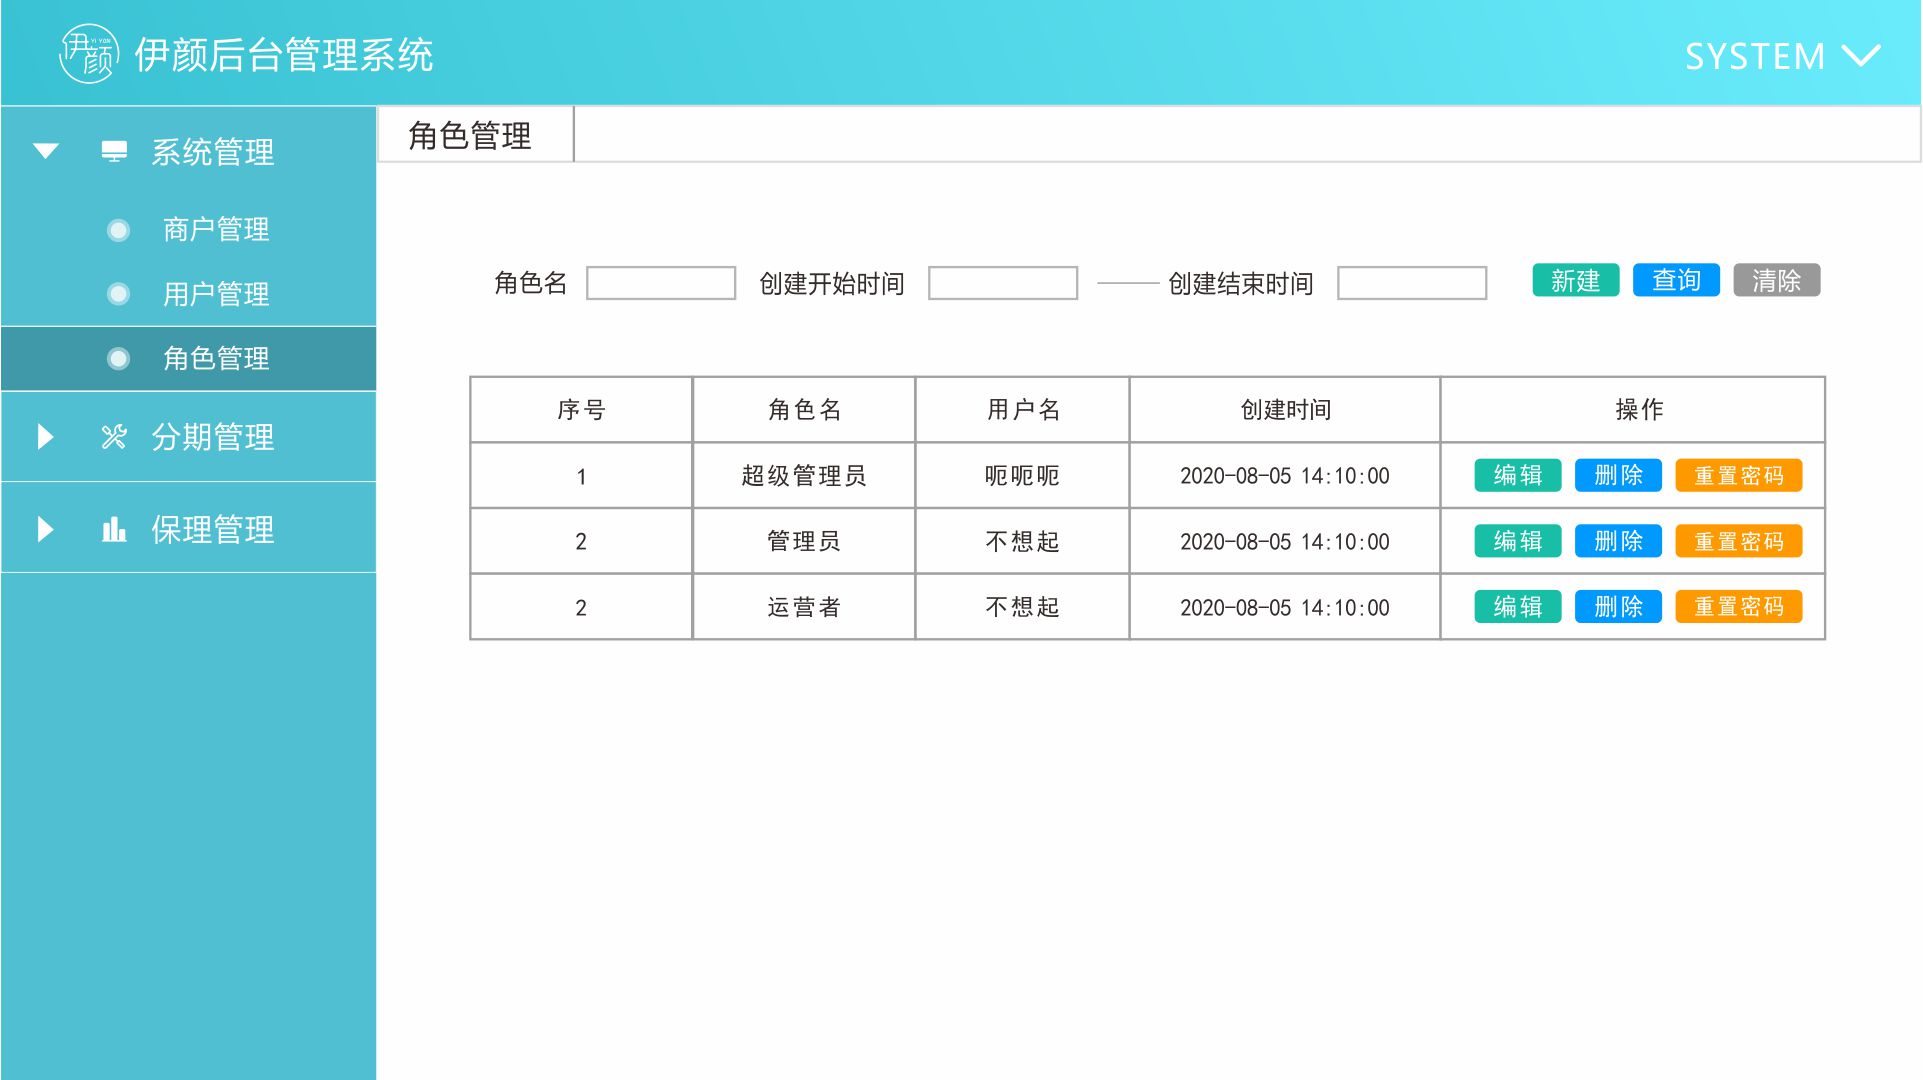 伊颜 YI YAN 伊颜后台管理系统 SYSTEM
系统管理
商户管理
用户管理
角色管理
分期管理
保理管理
角色管理
角色名 创建开始时间 创建结束时间 新建 查询 清除
序号 角色名 用户名 创建时间 操作
1 超级管理员 呃呃呃 2020-08-05 14:10:00 编辑 删除 重置密码
2 管理员 不想起 2020-08-05 14:10:00 编辑 删除 重置密码
2 运营者 不想起 2020-08-05 14:10:00 编辑 删除 重置密码